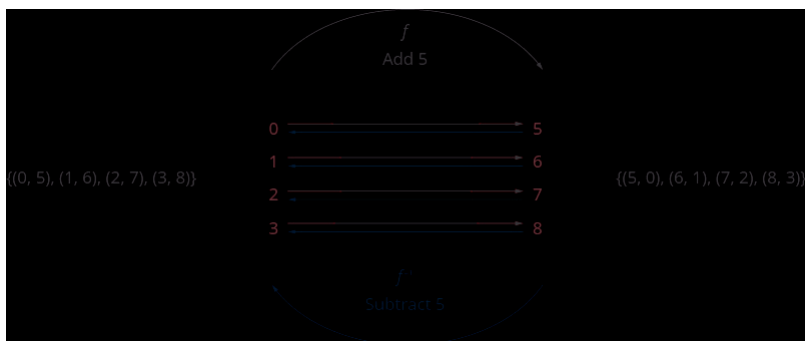 f
Add 5
0 5
1 6
{(0, 5), (1, 6), (2, 7), (3, 8)} {(5, 0), (6, 1), (7, 2), (8, 3)}
2 7
3 8
f⁻¹
Subtract 5